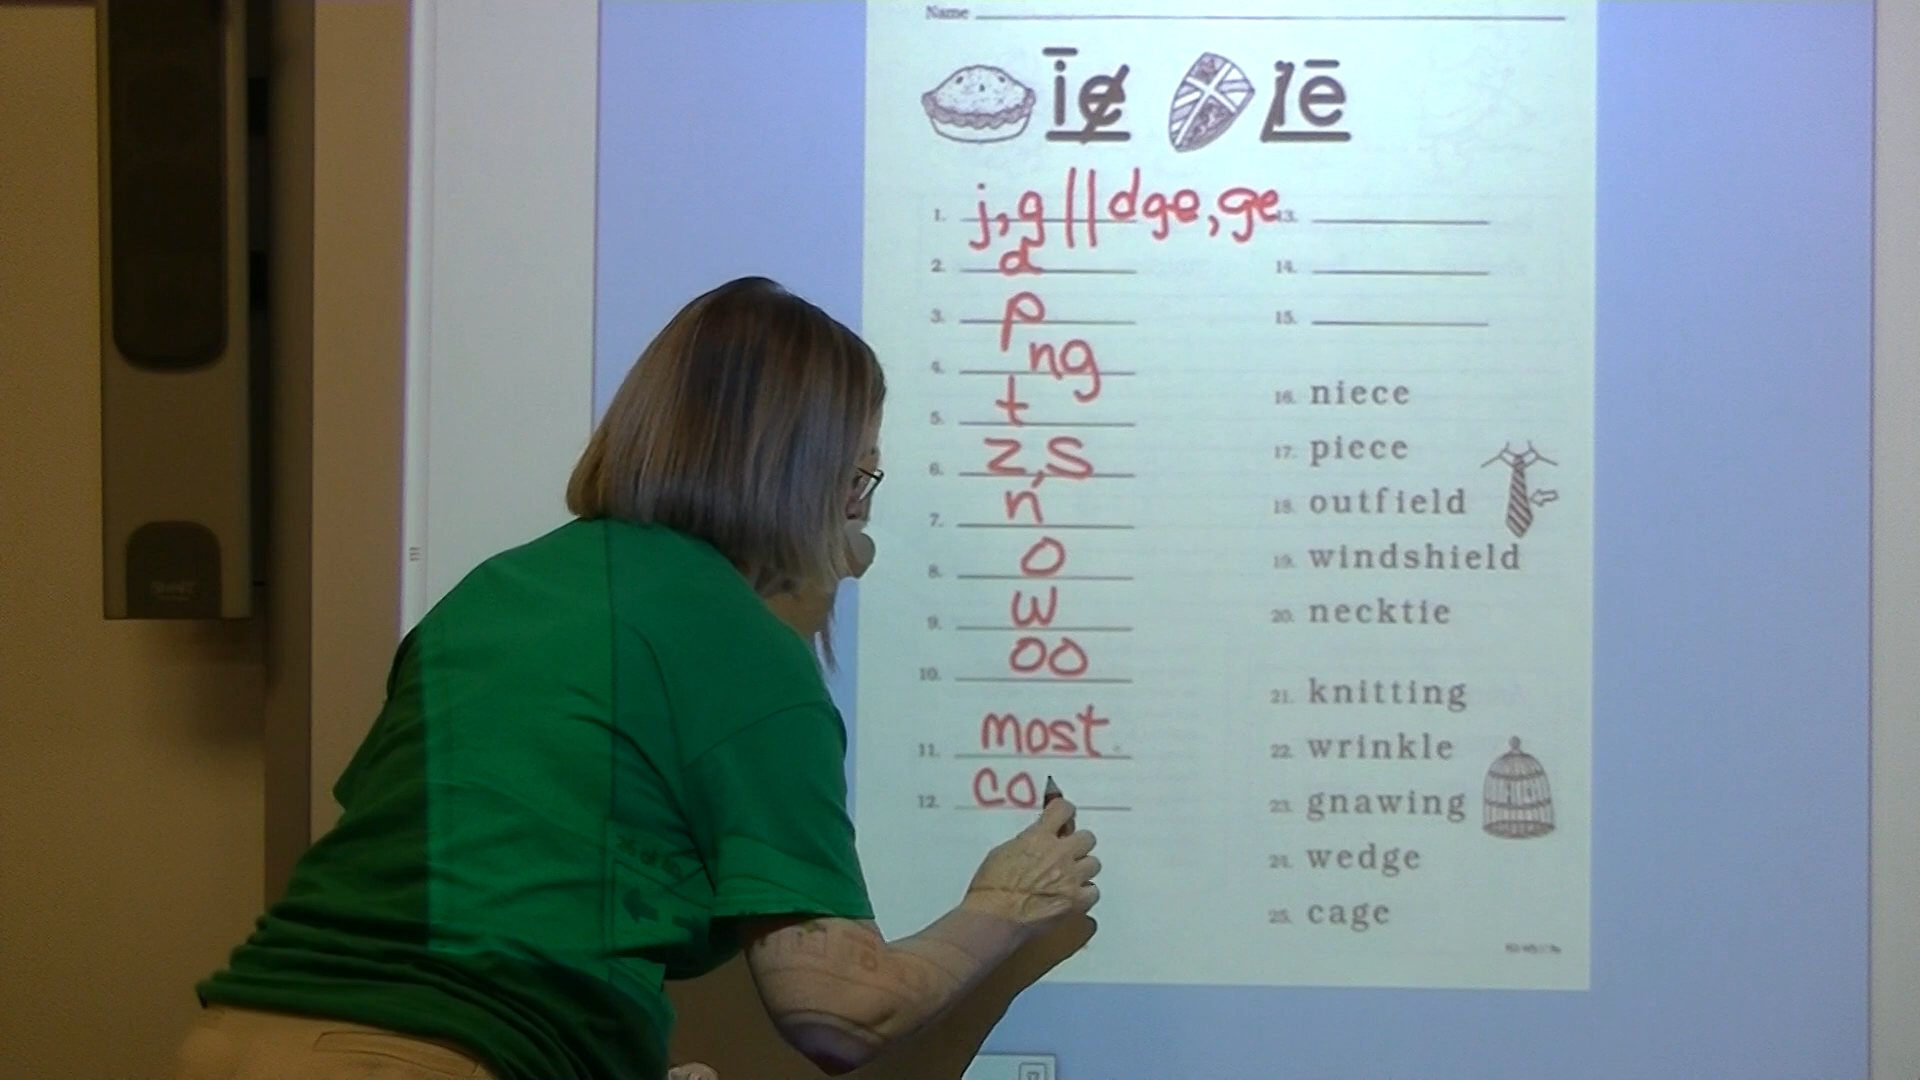 Name
īe īē
1. j, g || dge, ge
2. d
3. p
4. ng
5. t
6. z, s
7. n
8. o
9. w
10. oo
11. most
12. co
13.
14.
15.
16. niece
17. piece
18. outfield
19. windshield
20. necktie
21. knitting
22. wrinkle
23. gnawing
24. wedge
25. cage